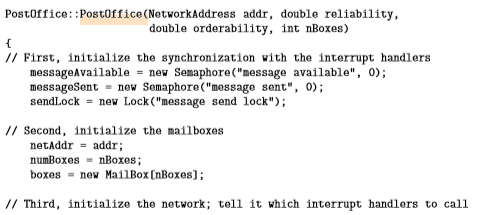 PostOffice::PostOffice(NetworkAddress addr, double reliability,
double orderability, int nBoxes)
{
// First, initialize the synchronization with the interrupt handlers
messageAvailable = new Semaphore("message available", 0);
messageSent = new Semaphore("message sent", 0);
sendLock = new Lock("message send lock");
// Second, initialize the mailboxes
netAddr = addr;
numBoxes = nBoxes;
boxes = new MailBox[nBoxes];
// Third, initialize the network; tell it which interrupt handlers to call